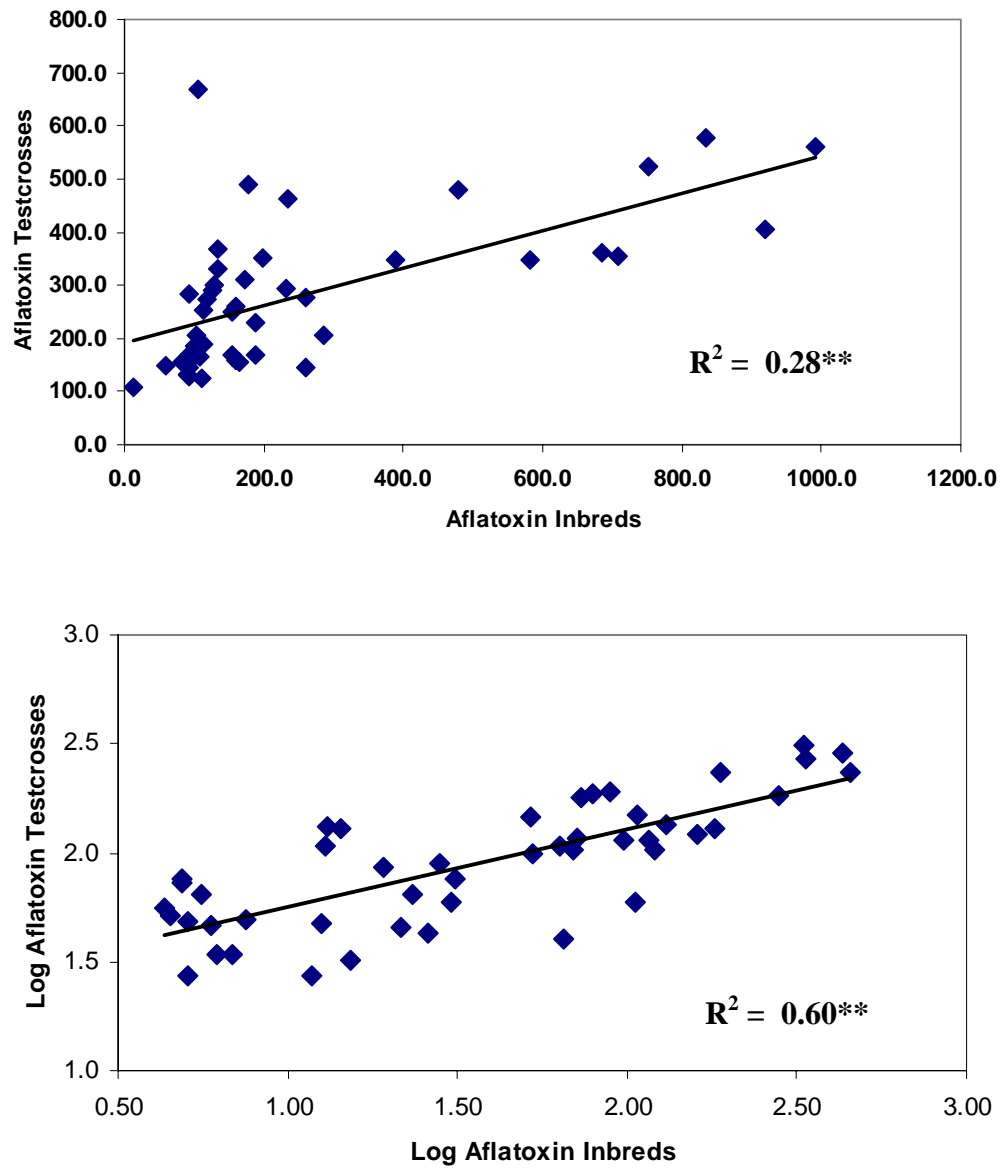 800.0
700.0
600.0
500.0
400.0
300.0
200.0
100.0
0.0
Aflatoxin Testcrosses
R² = 0.28**
0.0 200.0 400.0 600.0 800.0 1000.0 1200.0
Aflatoxin Inbreds
3.0
2.5
2.0
1.5
1.0
Log Aflatoxin Testcrosses
R² = 0.60**
0.50 1.00 1.50 2.00 2.50 3.00
Log Aflatoxin Inbreds